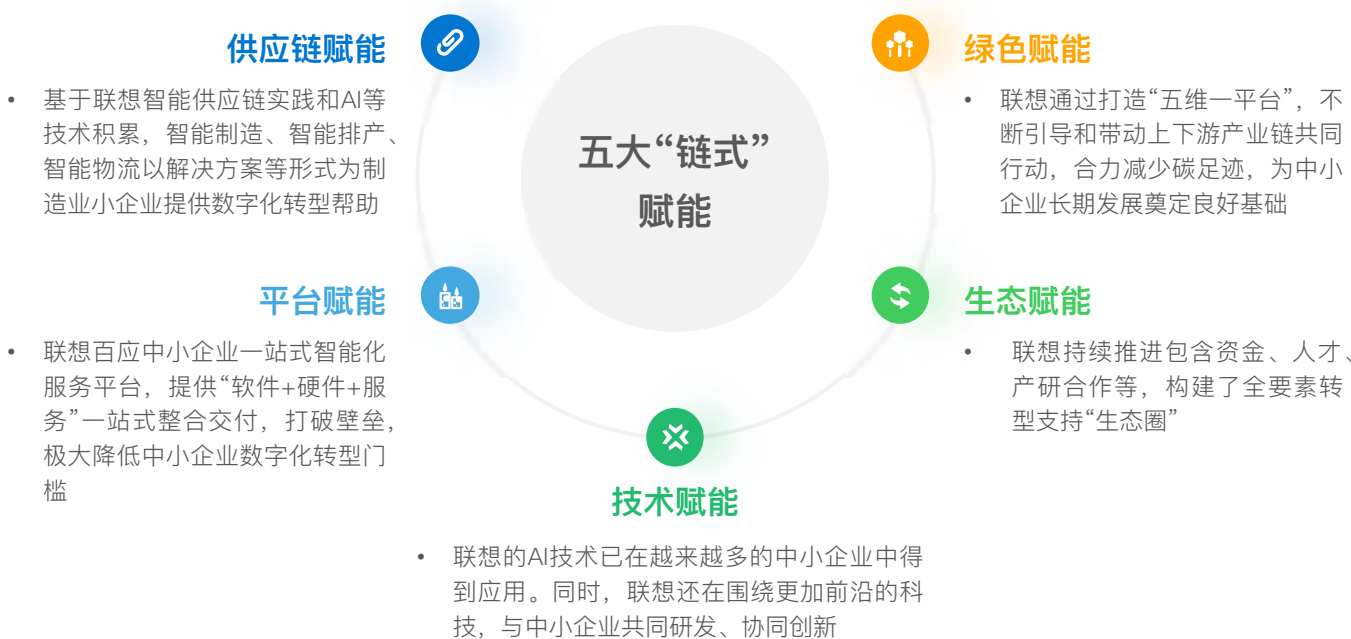 五大“链式”
赋能
供应链赋能
• 基于联想智能供应链实践和AI等
技术积累，智能制造、智能排产、
智能物流以解决方案等形式为制
造业小企业提供数字化转型帮助
平台赋能
• 联想百应中小企业一站式智能化
服务平台，提供“软件+硬件+服
务”一站式整合交付，打破壁垒，
极大降低中小企业数字化转型门
槛
技术赋能
• 联想的AI技术已在越来越多的中小企业中得
到应用。同时，联想还在围绕更加前沿的科
技，与中小企业共同研发、协同创新
绿色赋能
• 联想通过打造“五维一平台”，不
断引导和带动上下游产业链共同
行动，合力减少碳足迹，为中小
企业长期发展奠定良好基础
生态赋能
• 联想持续推进包含资金、人才、
产研合作等，构建了全要素转
型支持“生态圈”